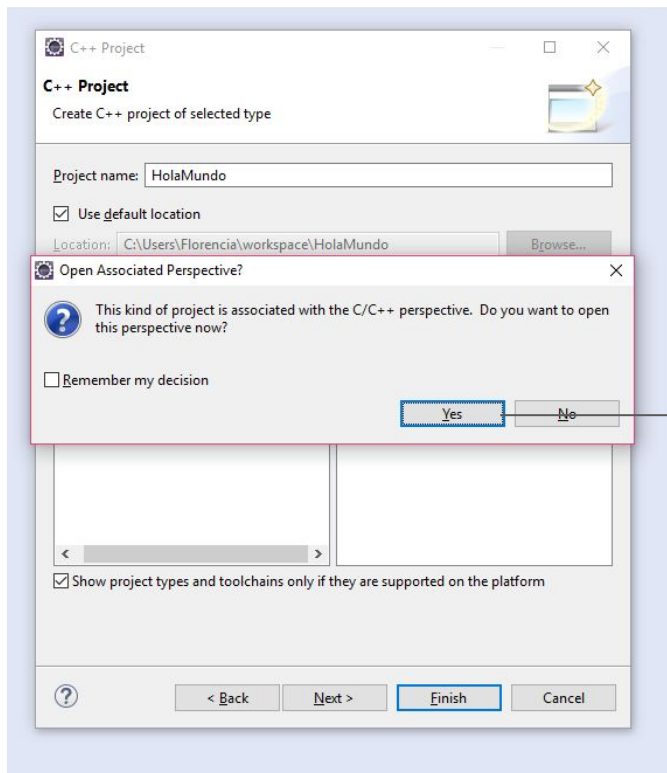 C++ Project
C++ Project
Create C++ project of selected type
Project name: HolaMundo
Use default location
Location: C:\Users\Florencia\workspace\HolaMundo Browse...
Open Associated Perspective?
This kind of project is associated with the C/C++ perspective. Do you want to open
this perspective now?
Remember my decision
Yes No
Show project types and toolchains only if they are supported on the platform
< Back Next > Finish Cancel